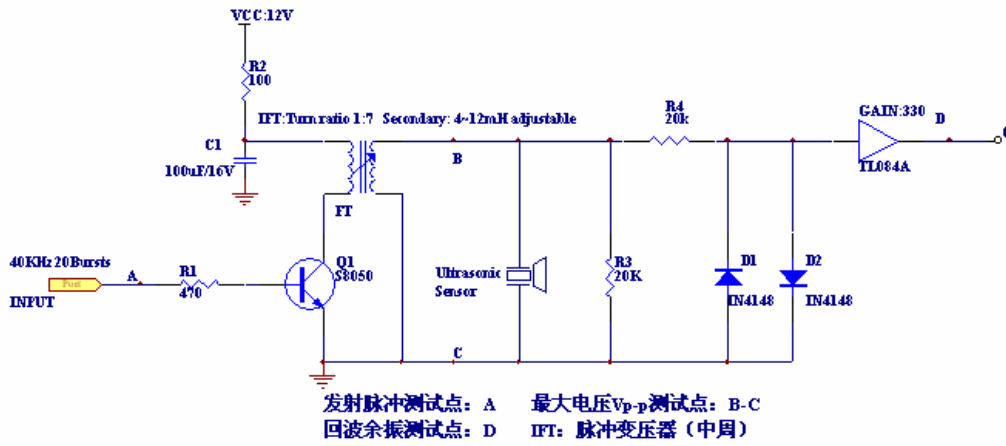 VCC:12V
R2
100
IFT:Turn ratio 1:7 Secondary: 4~12mH adjustable
R4
20k
GAIN:330
D
C1
100uF/16V
B
TL084A
FT
40KHz 20Bursts
A
R1
Q1
S8050
Port
470
INPUT
Ultrasonic
Sensor
R3
20K
D1
D2
IN4148
IN4148
C
发射脉冲测试点：A 最大电压Vp-p测试点：B-C
回波余振测试点：D IFT：脉冲变压器（中周）